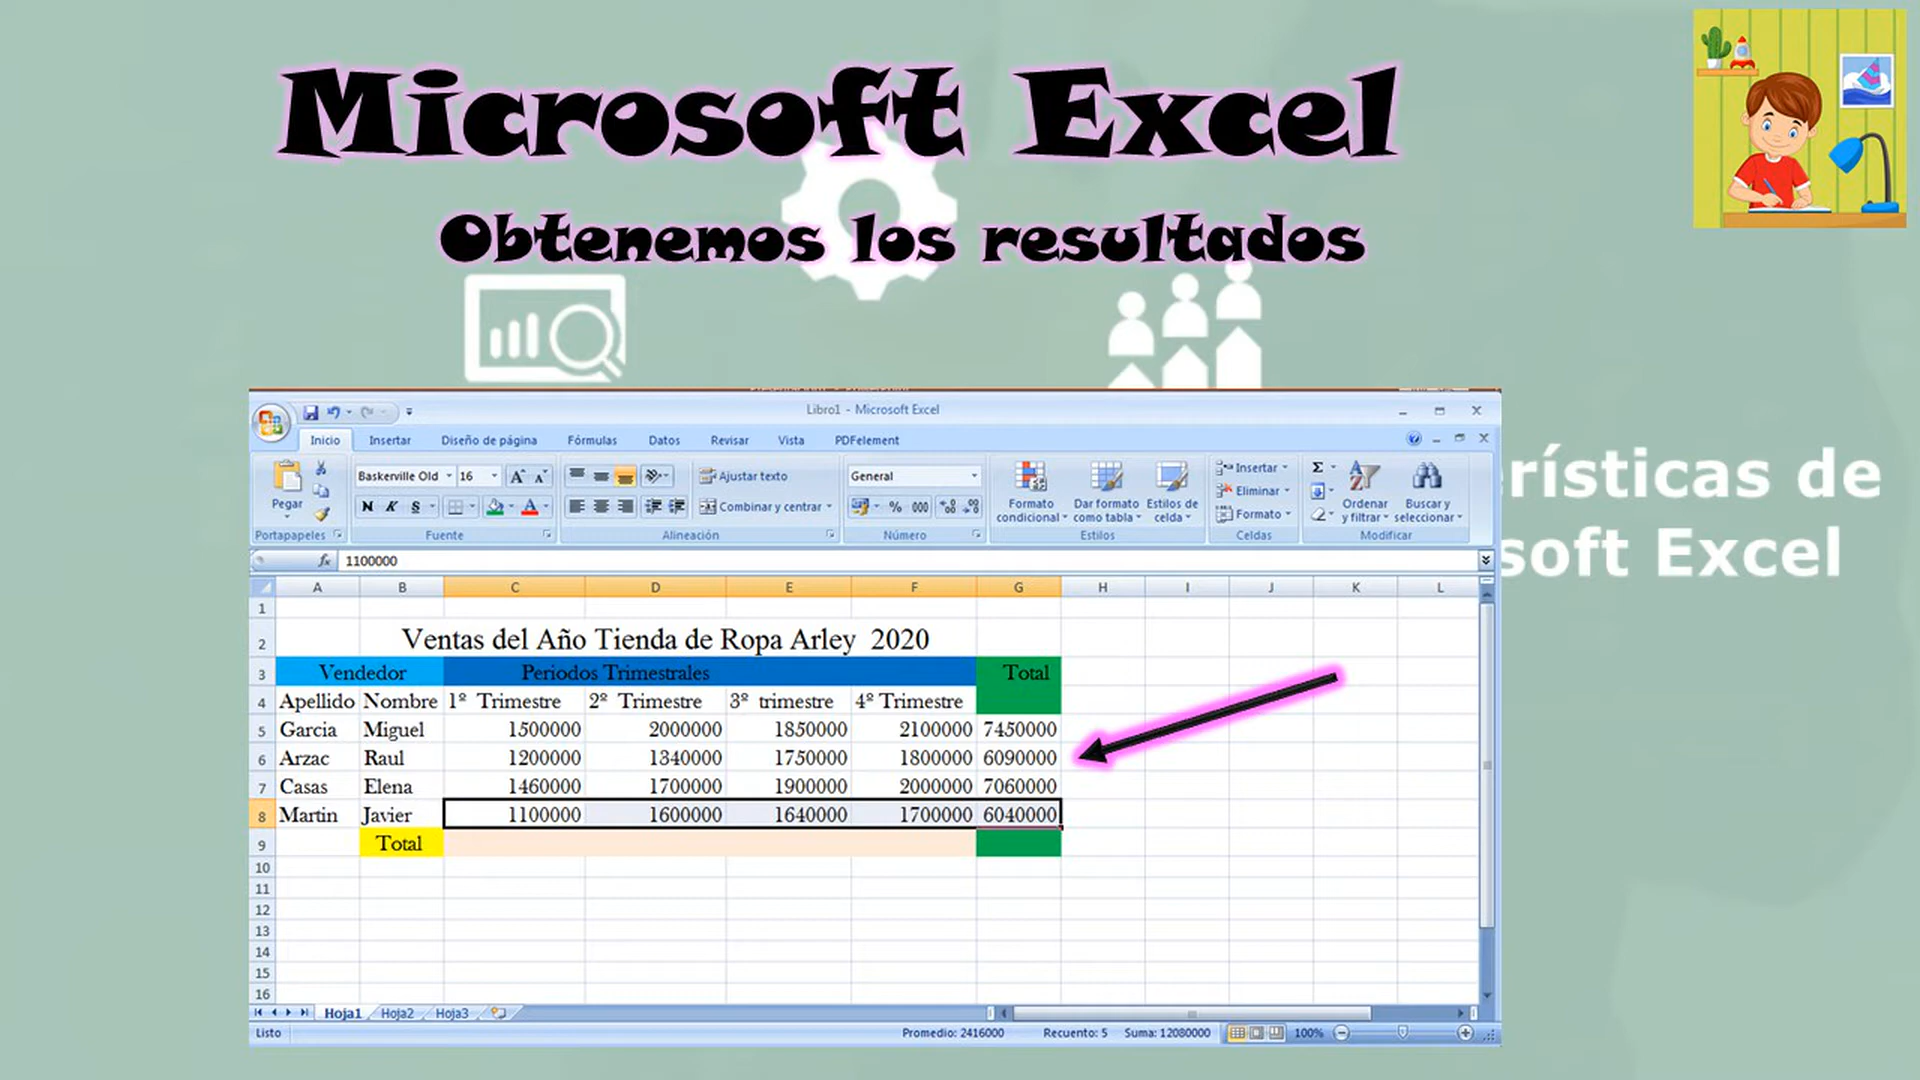 Microsoft Excel
Obtenemos los resultados
erísticas de
soft Excel
Libro1 - Microsoft Excel
Inicio Insertar Diseño de página Fórmulas Datos Revisar Vista PDFelement
Pegar
Baskerville Old 16
Ajustar texto
General
Formato condicional
Dar formato como tabla
Estilos de celda
Insertar
Eliminar
Formato
Σ
Ordenar y filtrar
Buscar y seleccionar
N K S
Combinar y centrar
% 000
Portapapeles Fuente Alineación Número Estilos Celdas Modificar
fx 1100000
A B C D E F G H I J K L
1
2 Ventas del Año Tienda de Ropa Arley 2020
3 Vendedor Periodos Trimestrales Total
4 Apellido Nombre 1º Trimestre 2º Trimestre 3º trimestre 4º Trimestre
5 Garcia Miguel 1500000 2000000 1850000 2100000 7450000
6 Arzac Raul 1200000 1340000 1750000 1800000 6090000
7 Casas Elena 1460000 1700000 1900000 2000000 7060000
8 Martin Javier 1100000 1600000 1640000 1700000 6040000
9 Total
10
11
12
13
14
15
16
Hoja1 Hoja2 Hoja3
Listo Promedio: 2416000 Recuento: 5 Suma: 12080000 100%